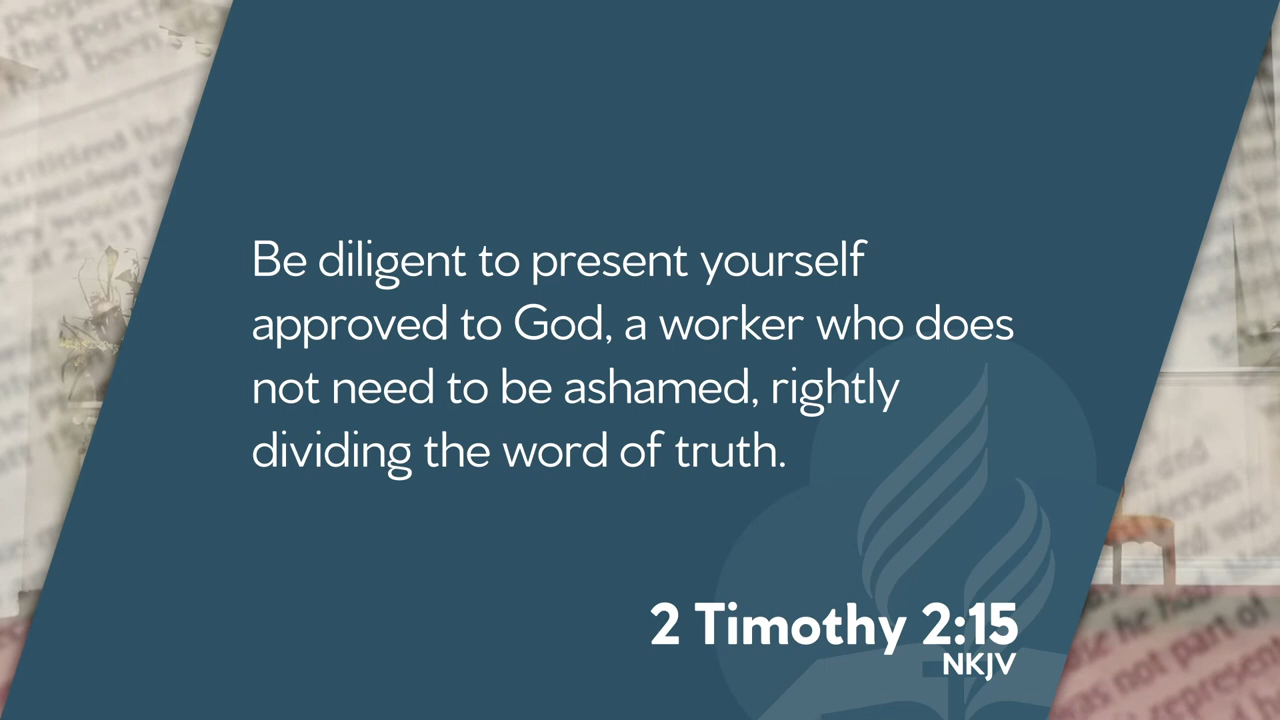 Be diligent to present yourself
approved to God, a worker who does
not need to be ashamed, rightly
dividing the word of truth.
2 Timothy 2:15
NKJV